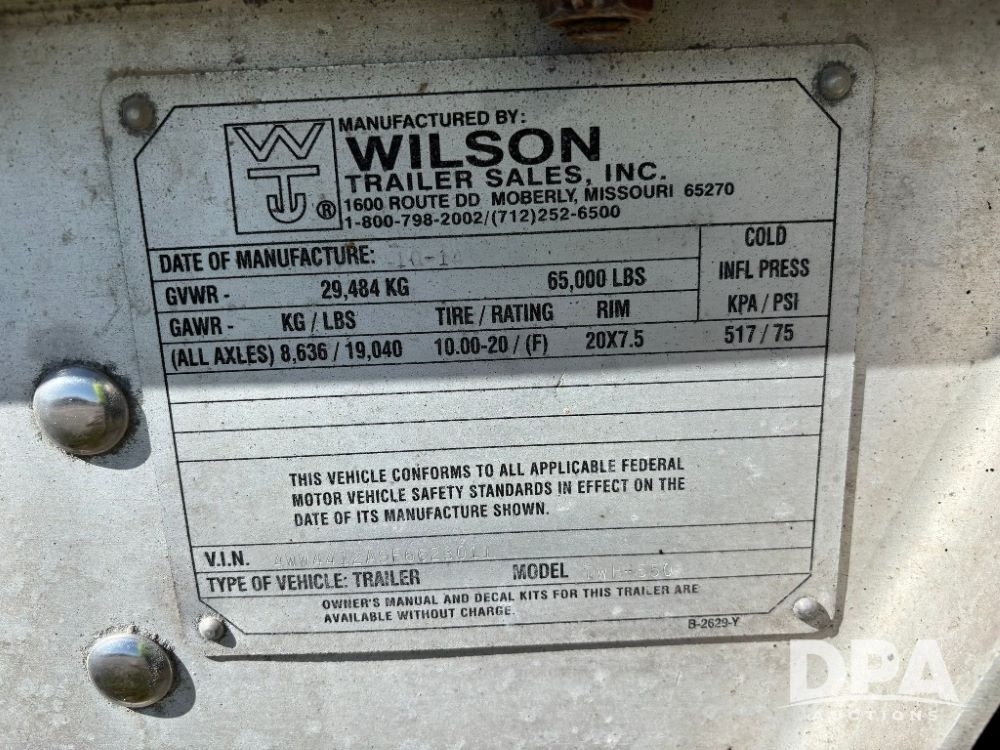 MANUFACTURED BY:
WILSON
TRAILER SALES, INC.
1600 ROUTE DD MOBERLY, MISSOURI 65270
1-800-798-2002/(712)252-6500
WTJ ®
DATE OF MANUFACTURE:
GVWR - 29,484 KG 65,000 LBS
COLD
INFL PRESS
KPA / PSI
GAWR - KG / LBS TIRE / RATING RIM
(ALL AXLES) 8,636 / 19,040 10.00-20 / (F) 20X7.5 517 / 75
THIS VEHICLE CONFORMS TO ALL APPLICABLE FEDERAL
MOTOR VEHICLE SAFETY STANDARDS IN EFFECT ON THE
DATE OF ITS MANUFACTURE SHOWN.
V.I.N.
TYPE OF VEHICLE: TRAILER MODEL
OWNER'S MANUAL AND DECAL KITS FOR THIS TRAILER ARE
AVAILABLE WITHOUT CHARGE.
B-2629-Y
DPA
AUCTIONS